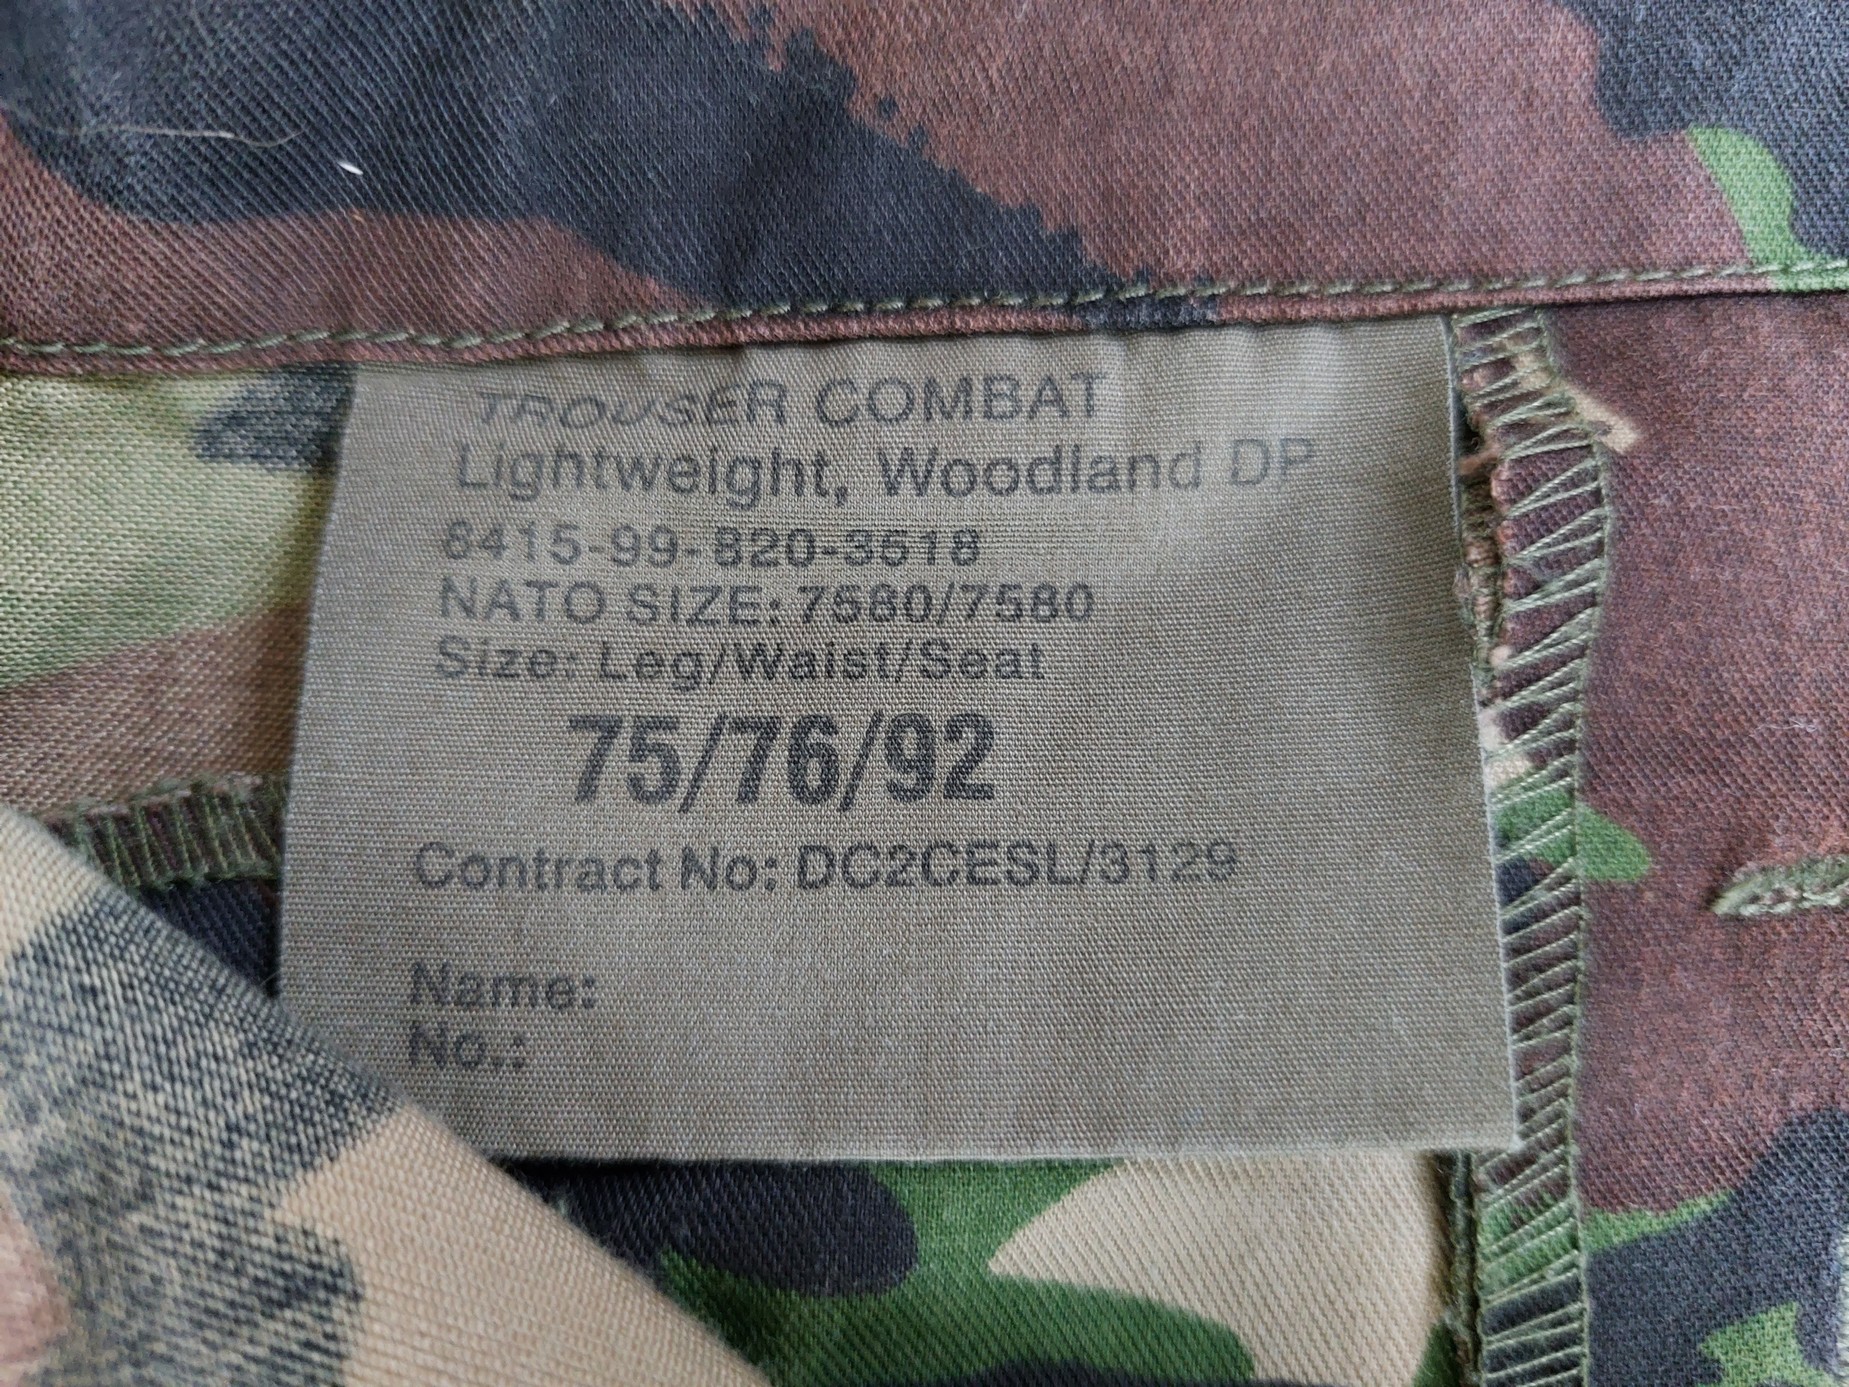 TROUSER COMBAT
Lightweight, Woodland DP
8415-99-820-3618
NATO SIZE: 7580/7580
Size: Leg/Waist/Seat
75/76/92
Contract No: DC2CESL/3129
Name:
No.: